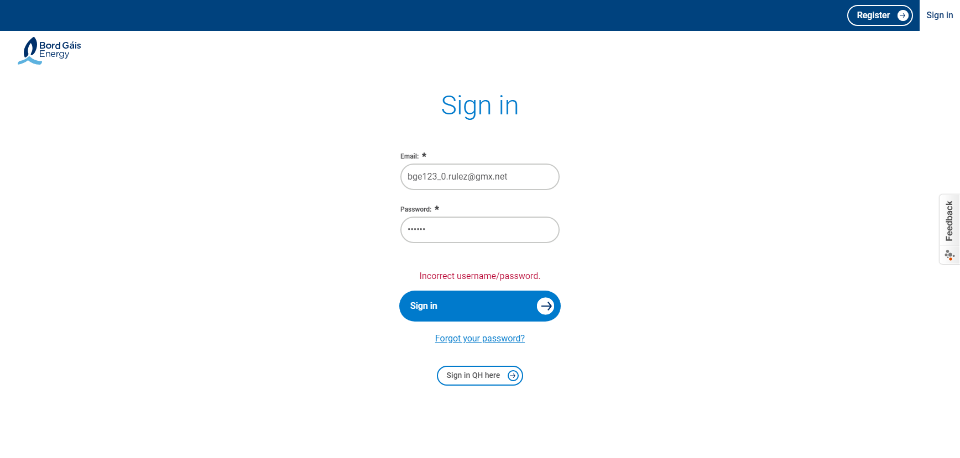 Register
Sign in
Bord Gáis
Energy
Sign in
Email: *
bge123_0.rulez@gmx.net
Password: *
••••••
Incorrect username/password.
Sign in
Forgot your password?
Sign in QH here
Feedback